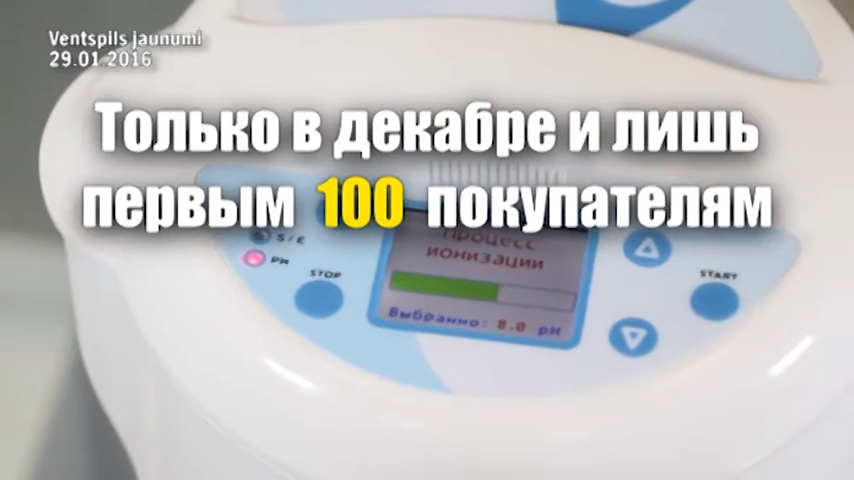 Ventspils jaunumi
29.01.2016
Только в декабре и лишь
первым 100 покупателям
S/E
PH
STOP
Процесс
ионизации
Выбранно: 8.0 pH
START